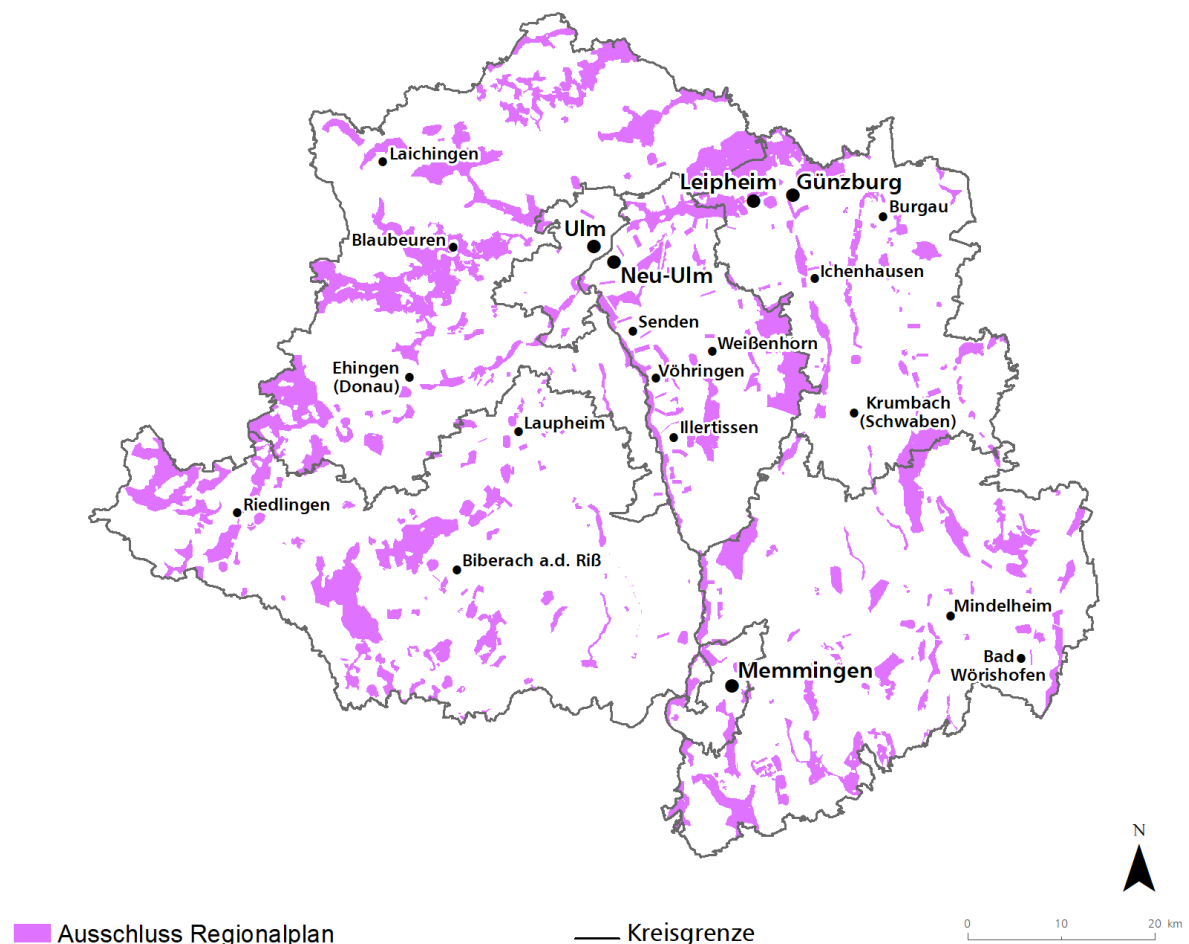 Laichingen
Leipheim
Günzburg
Burgau
Ulm
Blaubeuren
Neu-Ulm
Ichenhausen
Senden
Weißenhorn
Ehingen
(Donau)
Vöhringen
Krumbach
(Schwaben)
Laupheim
Illertissen
Riedlingen
Biberach a.d. Riß
Mindelheim
Bad
Wörishofen
Memmingen
N
Ausschluss Regionalplan
Kreisgrenze
0 10 20 km